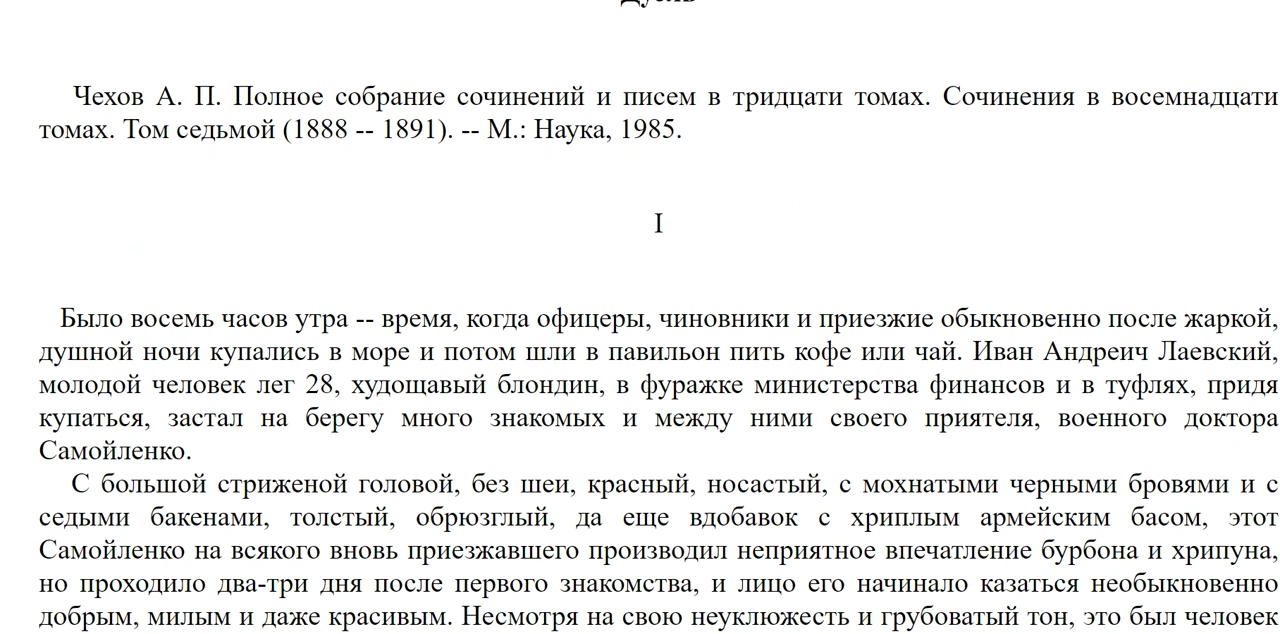 Чехов А. П. Полное собрание сочинений и писем в тридцати томах. Сочинения в восемнадцати
томах. Том седьмой (1888 -- 1891). -- М.: Наука, 1985.
I
Было восемь часов утра -- время, когда офицеры, чиновники и приезжие обыкновенно после жаркой,
душной ночи купались в море и потом шли в павильон пить кофе или чай. Иван Андреич Лаевский,
молодой человек лег 28, худощавый блондин, в фуражке министерства финансов и в туфлях, придя
купаться, застал на берегу много знакомых и между ними своего приятеля, военного доктора
Самойленко.
С большой стриженой головой, без шеи, красный, носастый, с мохнатыми черными бровями и с
седыми бакенами, толстый, обрюзглый, да еще вдобавок с хриплым армейским басом, этот
Самойленко на всякого вновь приезжавшего производил неприятное впечатление бурбона и хрипуна,
но проходило два-три дня после первого знакомства, и лицо его начинало казаться необыкновенно
добрым, милым и даже красивым. Несмотря на свою неуклюжесть и грубоватый тон, это был человек